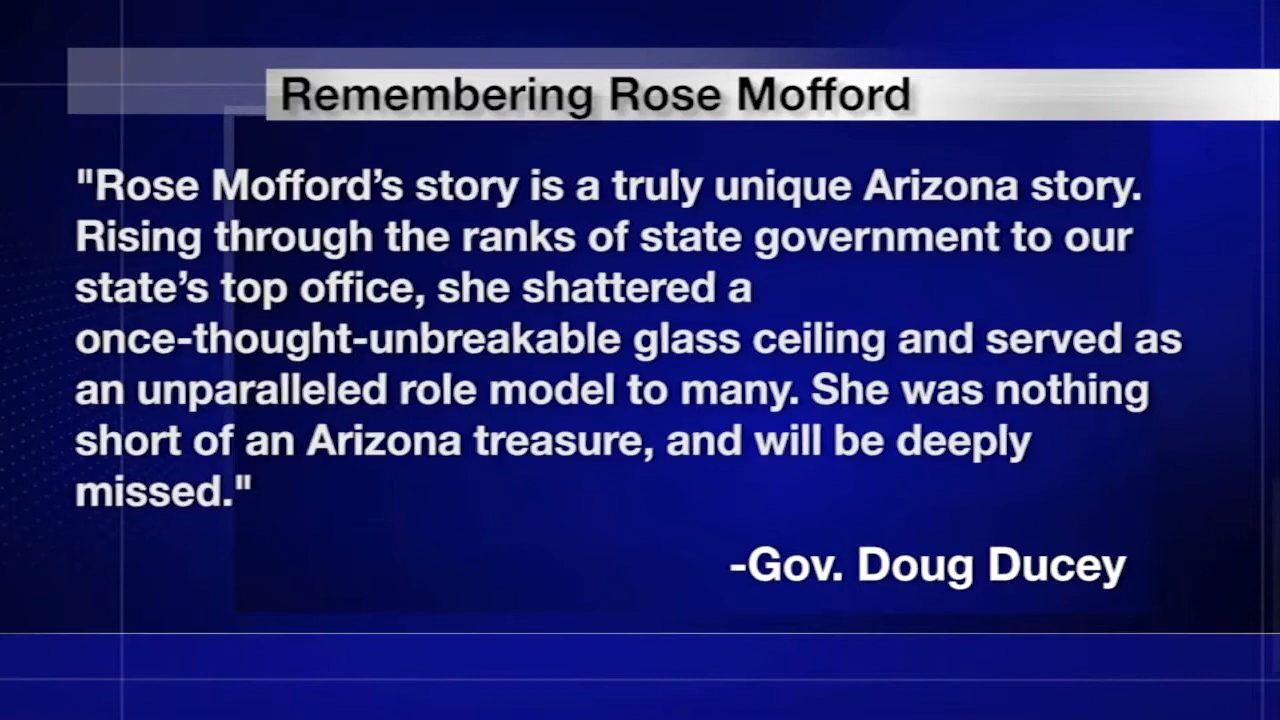 Remembering Rose Mofford
"Rose Mofford’s story is a truly unique Arizona story.
Rising through the ranks of state government to our
state’s top office, she shattered a
once-thought-unbreakable glass ceiling and served as
an unparalleled role model to many. She was nothing
short of an Arizona treasure, and will be deeply
missed."
-Gov. Doug Ducey